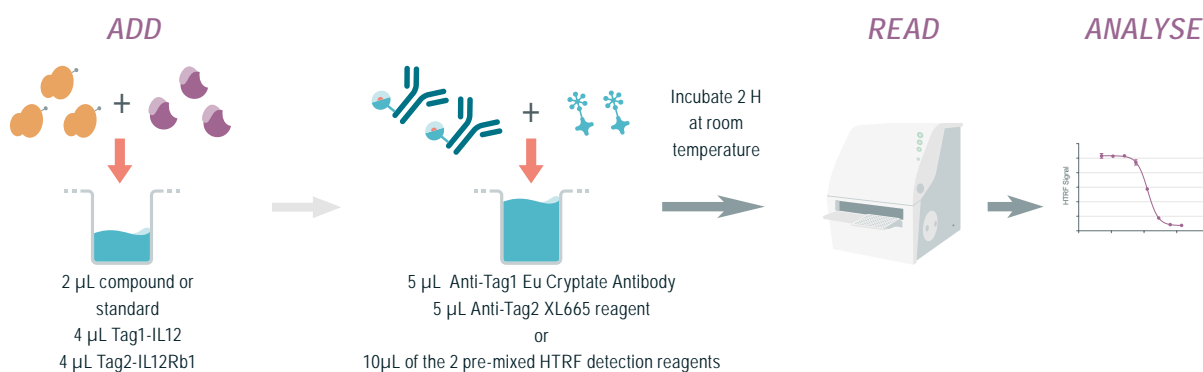 ADD
READ
ANALYSE
Incubate 2 H
at room
temperature
HTRF Signal
2 µL compound or
standard
4 µL Tag1-IL12
4 µL Tag2-IL12Rb1
5 µL Anti-Tag1 Eu Cryptate Antibody
5 µL Anti-Tag2 XL665 reagent
or
10µL of the 2 pre-mixed HTRF detection reagents